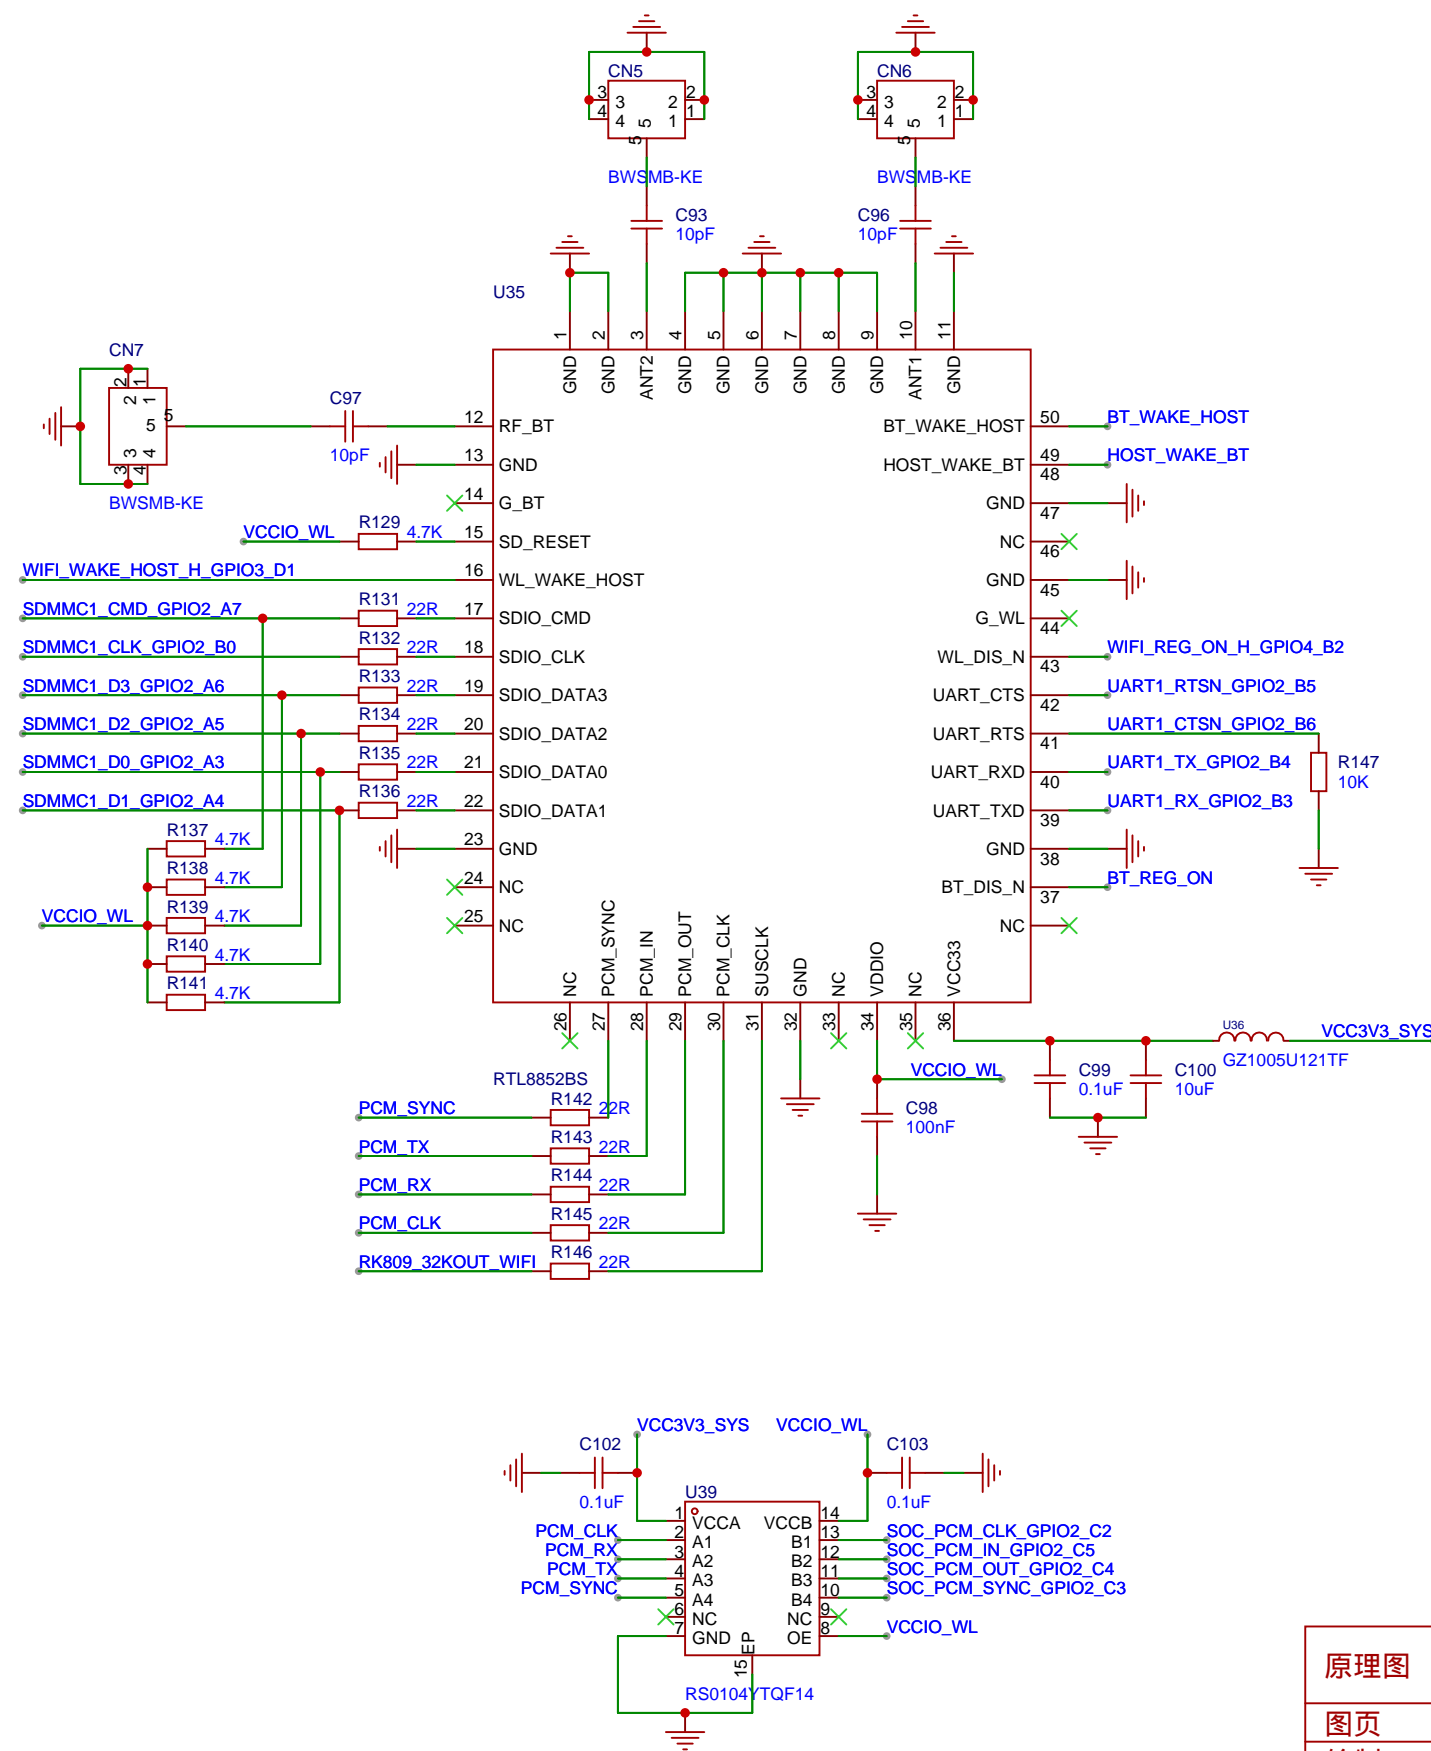 CN5
3 3 2 2
4 4 5 1 1
5
BWSMB-KE
CN6
3 3 2 2
4 4 5 1 1
5
BWSMB-KE
C93
10pF
C96
10pF
U35
1 2 3 4 5 6 7 8 9 10 11
GND GND ANT2 GND GND GND GND GND GND ANT1 GND
CN7
2 1
2 1
5 5
3 4
3 4
BWSMB-KE
C97
10pF
12 RF_BT
13 GND
14 G_BT
VCCIO_WL R129 4.7K 15 SD_RESET
WIFI_WAKE_HOST_H_GPIO3_D1 16 WL_WAKE_HOST
SDMMC1_CMD_GPIO2_A7 R131 22R 17 SDIO_CMD
SDMMC1_CLK_GPIO2_B0 R132 22R 18 SDIO_CLK
SDMMC1_D3_GPIO2_A6 R133 22R 19 SDIO_DATA3
SDMMC1_D2_GPIO2_A5 R134 22R 20 SDIO_DATA2
SDMMC1_D0_GPIO2_A3 R135 22R 21 SDIO_DATA0
SDMMC1_D1_GPIO2_A4 R136 22R 22 SDIO_DATA1
23 GND
24 NC
25 NC
R137 4.7K
R138 4.7K
VCCIO_WL R139 4.7K
R140 4.7K
R141 4.7K
BT_WAKE_HOST 50 BT_WAKE_HOST
HOST_WAKE_BT 49 HOST_WAKE_BT
GND 48
NC 47
GND 46
G_WL 45
WL_DIS_N 44 WIFI_REG_ON_H_GPIO4_B2
UART_CTS 43 UART1_RTSN_GPIO2_B5
UART_RTS 42 UART1_CTSN_GPIO2_B6
UART_RXD 41 UART1_TX_GPIO2_B4
UART_TXD 40 UART1_RX_GPIO2_B3
GND 39
BT_DIS_N 38 BT_REG_ON
NC 37
R147
10K
NC PCM_SYNC PCM_IN PCM_OUT PCM_CLK SUSCLK GND NC VDDIO NC VCC33
26 27 28 29 30 31 32 33 34 35 36
RTL8852BS
PCM_SYNC R142 22R
PCM_TX R143 22R
PCM_RX R144 22R
PCM_CLK R145 22R
RK809_32KOUT_WIFI R146 22R
VCCIO_WL
C98
100nF
C99
0.1uF
C100
10uF
U36
GZ1005U121TF
VCC3V3_SYS
VCC3V3_SYS VCCIO_WL
C102
0.1uF
C103
0.1uF
U39
1 VCCA VCCB 14
PCM_CLK 2 A1 B1 13 SOC_PCM_CLK_GPIO2_C2
PCM_RX 3 A2 B2 12 SOC_PCM_IN_GPIO2_C5
PCM_TX 4 A3 B3 11 SOC_PCM_OUT_GPIO2_C4
PCM_SYNC 5 A4 B4 10 SOC_PCM_SYNC_GPIO2_C3
6 NC NC 9
7 GND OE 8 VCCIO_WL
15 EP
RS0104YTQF14
原理图
图页